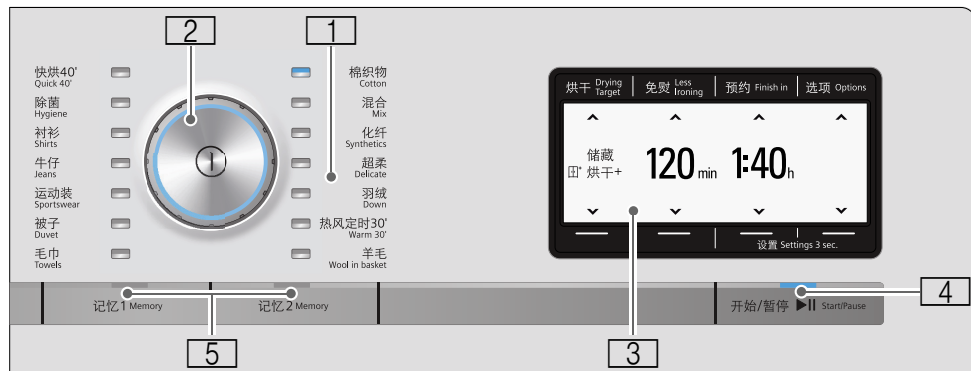 2
1
快烘40'
Quick 40'
除菌
Hygiene
衬衫
Shirts
牛仔
Jeans
运动装
Sportswear
被子
Duvet
毛巾
Towels
棉织物
Cotton
混合
Mix
化纤
Synthetics
超柔
Delicate
羽绒
Down
热风定时30'
Warm 30'
羊毛
Wool in basket
烘干 Drying Target
免熨 Less Ironing
预约 Finish in
选项 Options
储藏
烘干+
120 min
1:40 h
设置 Settings 3 sec.
记忆1 Memory
记忆2 Memory
开始/暂停 Start/Pause
4
5
3